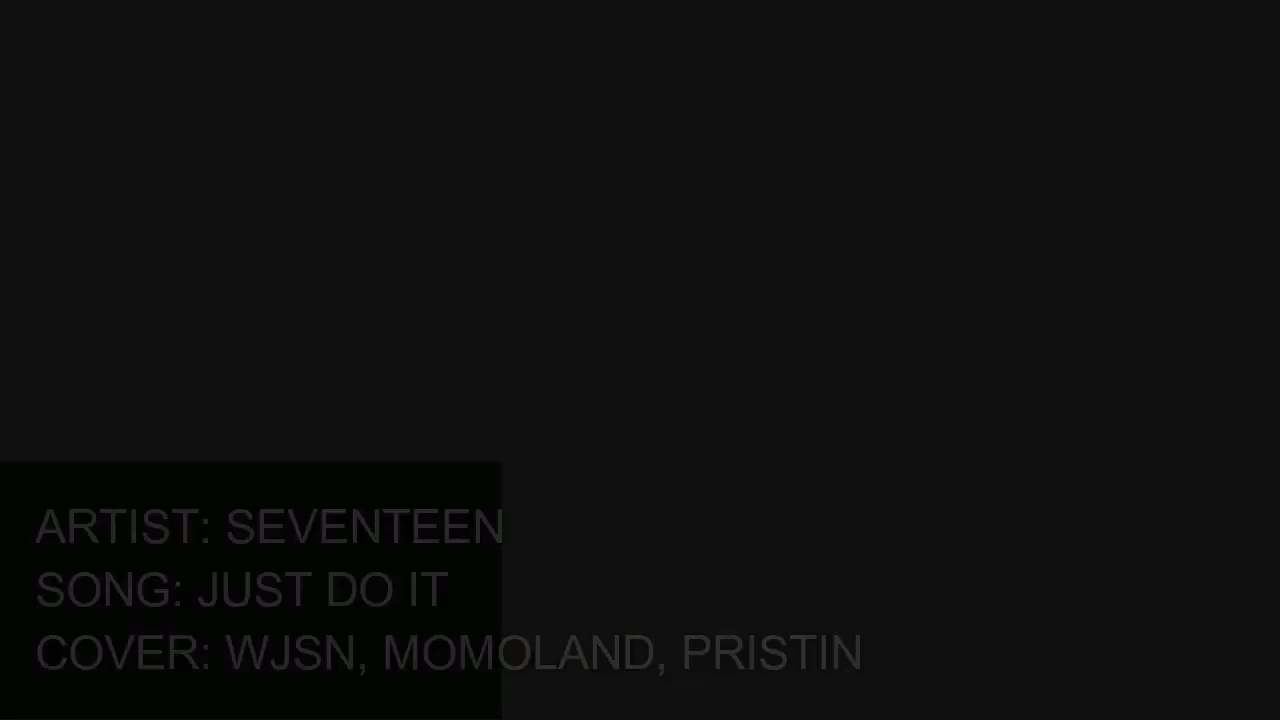 ARTIST: SEVENTEEN
SONG: JUST DO IT
COVER: WJSN, MOMOLAND, PRISTIN